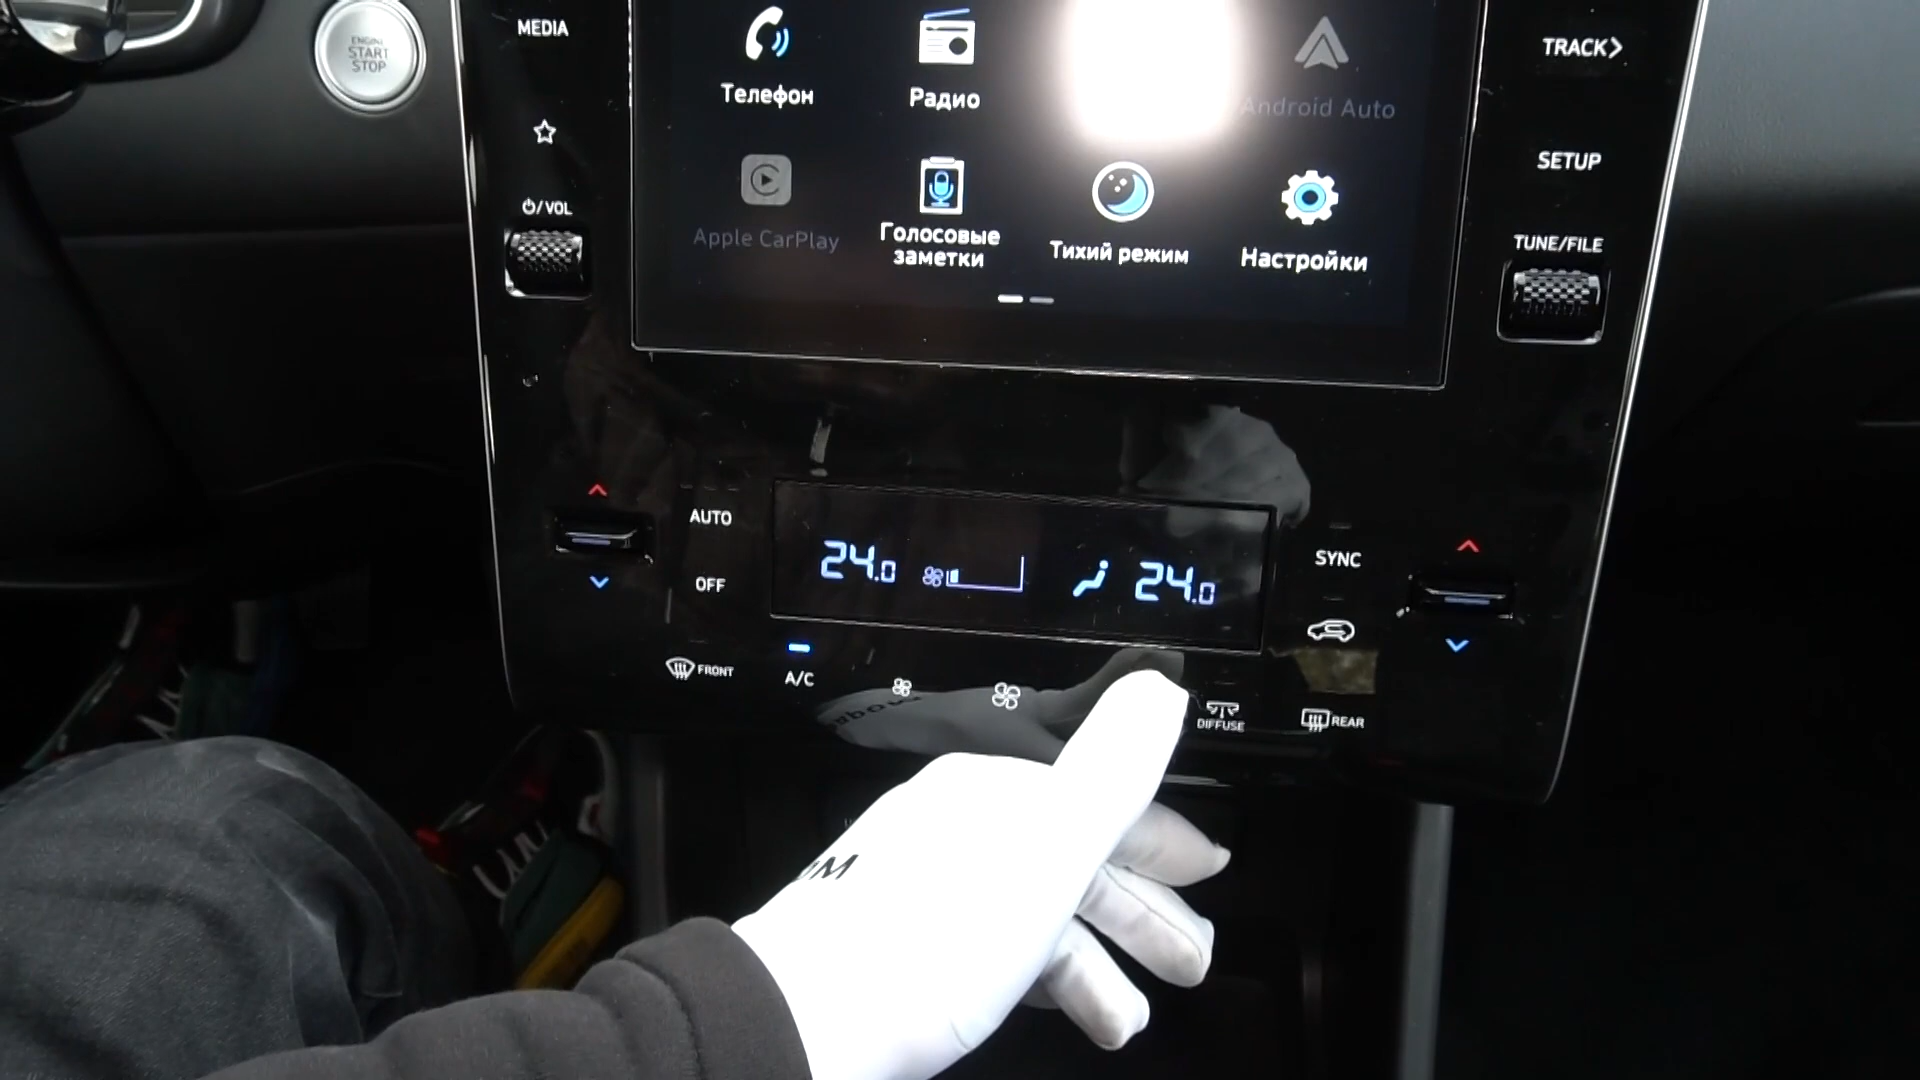 MEDIA
ENGINE
START
STOP
TRACK>
Телефон
Радио
Android Auto
SETUP
/VOL
Apple CarPlay
Голосовые
заметки
Тихий режим
Настройки
TUNE/FILE
AUTO
OFF
24.0
24.0
SYNC
FRONT
A/C
DIFFUSE
REAR